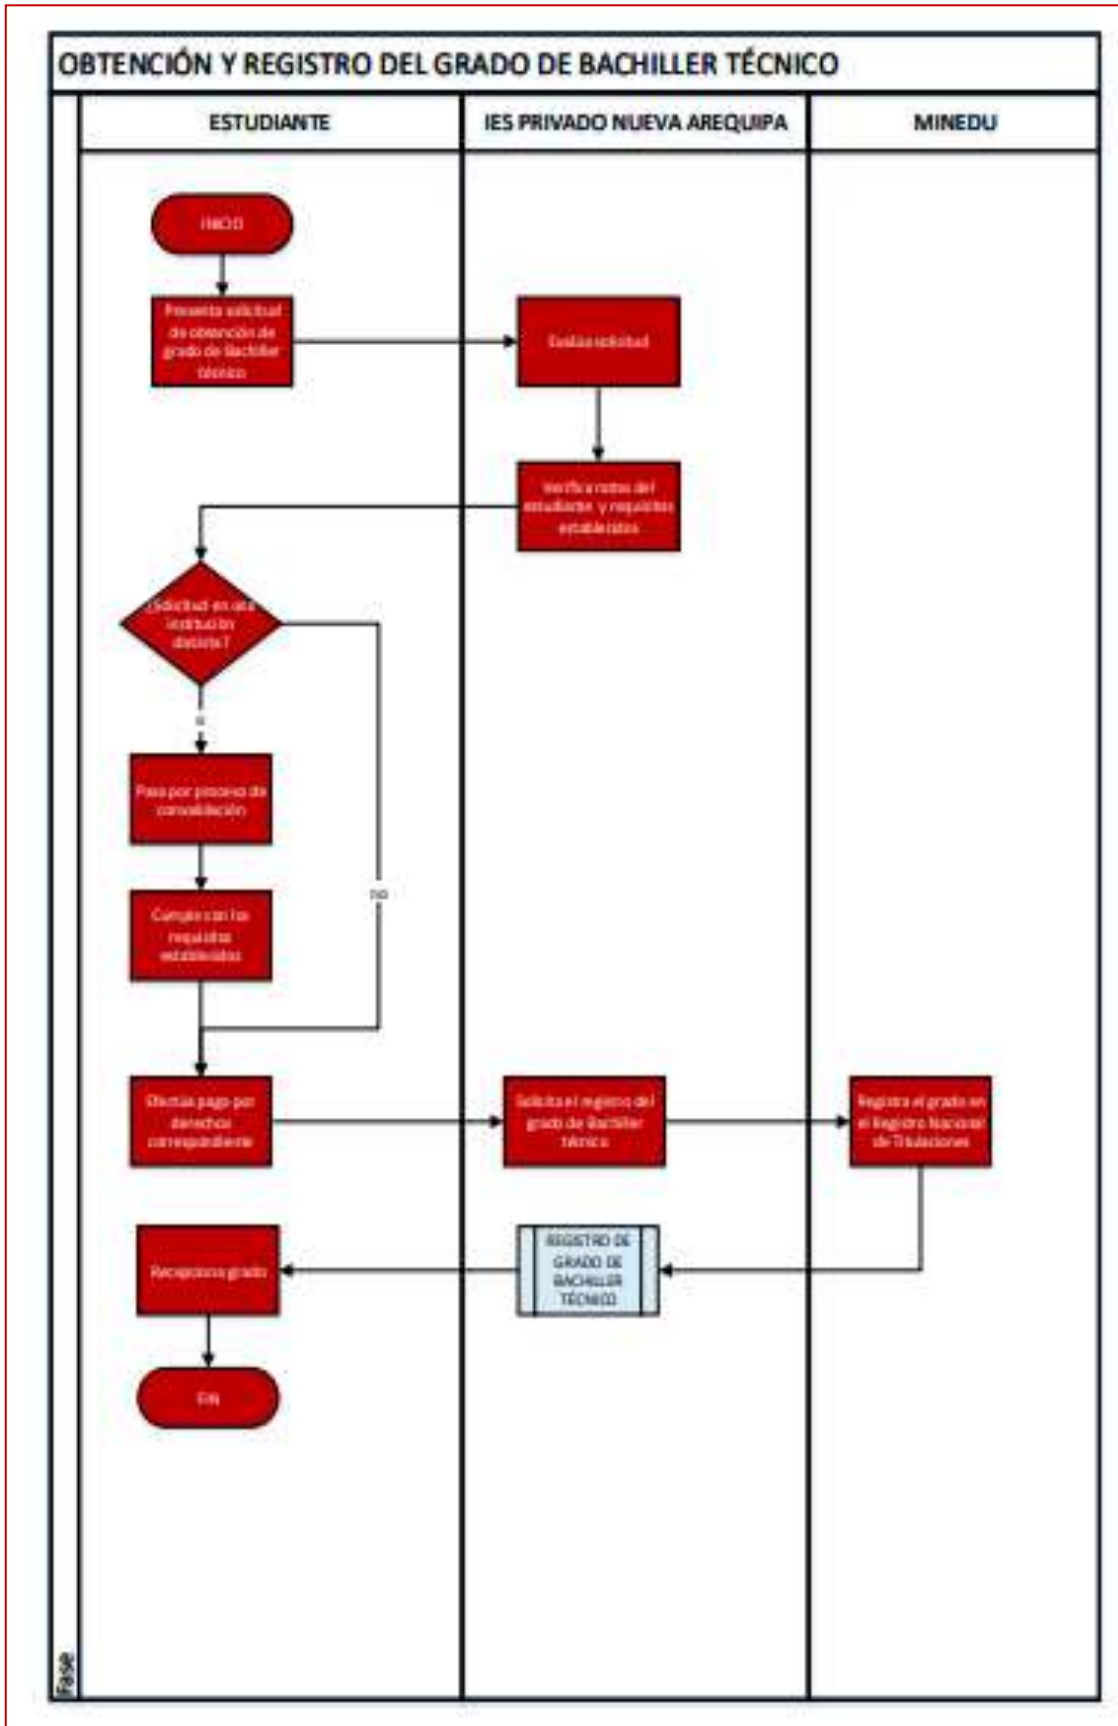 OBTENCIÓN Y REGISTRO DEL GRADO DE BACHILLER TÉCNICO
ESTUDIANTE
IES PRIVADO NUEVA AREQUIPA
MINEDU
INICIO
Presenta solicitud
de obtención de
grado de Bachiller
técnico
Evalúa solicitud
Verifica notas del
estudiante y requisitos
establecidos
¿Solicitud en una
institución
distinta?
Pasa por proceso de
convalidación
no
Cumple con los
requisitos
establecidos
Efectúa pago por
derechos
correspondiente
Solicita el registro del
grado de Bachiller
técnico
Registra el grado en
el Registro Nacional
de Titulaciones
REGISTRO DE
GRADO DE
BACHILLER
TÉCNICO
Recepciona grado
FIN
Fase